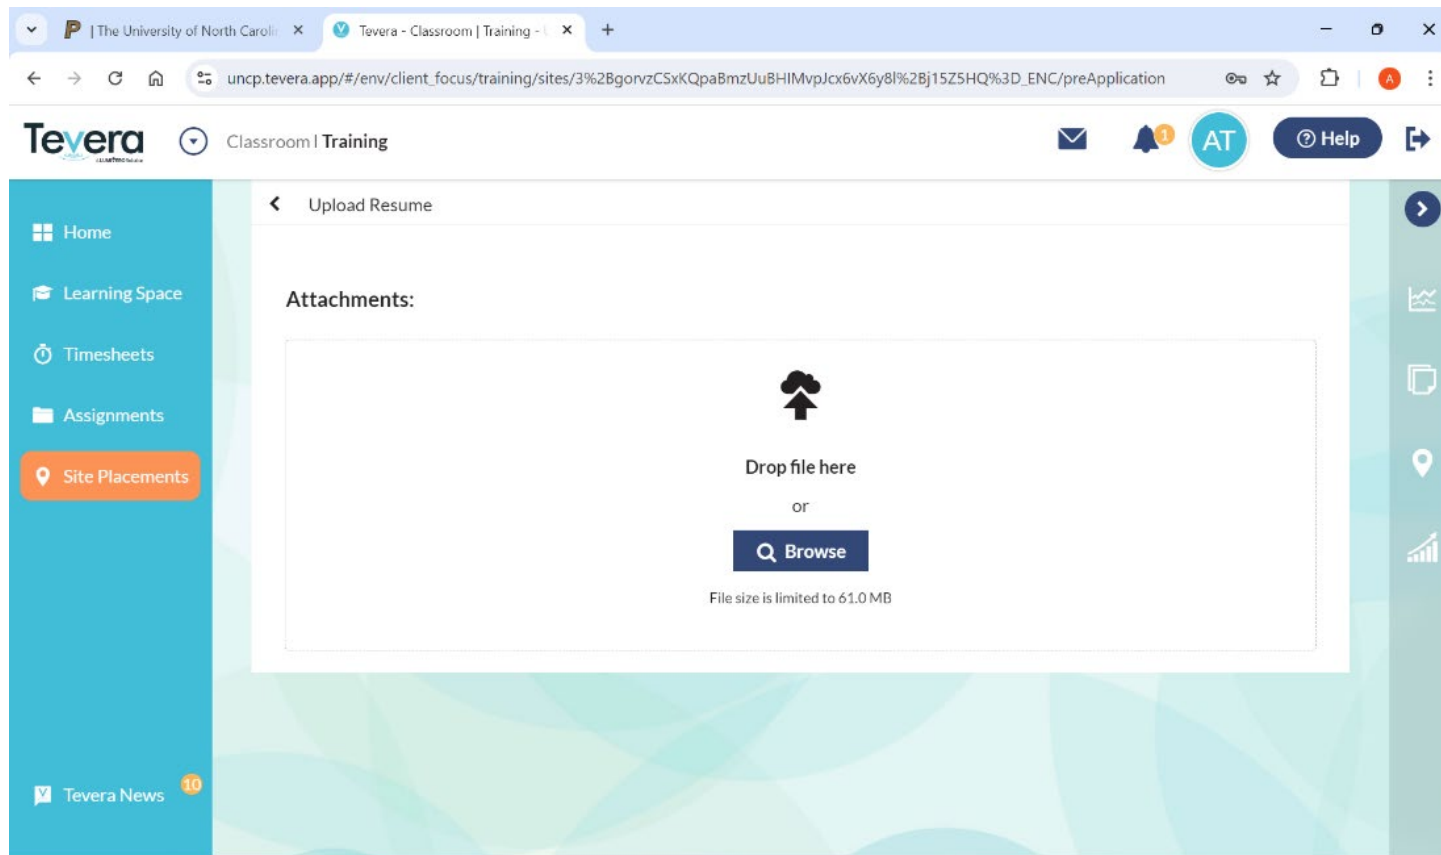 | The University of North Caroli
Tevera - Classroom | Training -
uncp.tevera.app/#/env/client_focus/training/sites/3%2BgorvzCSxKQpaBmzUuBHIMvpJcx6vX6y8l%2Bj15Z5HQ%3D_ENC/preApplication
A
Tevera
Classroom | Training
1
AT
? Help
Upload Resume
Home
Learning Space
Attachments:
Timesheets
Assignments
Site Placements
Drop file here
or
Browse
File size is limited to 61.0 MB
Tevera News
10